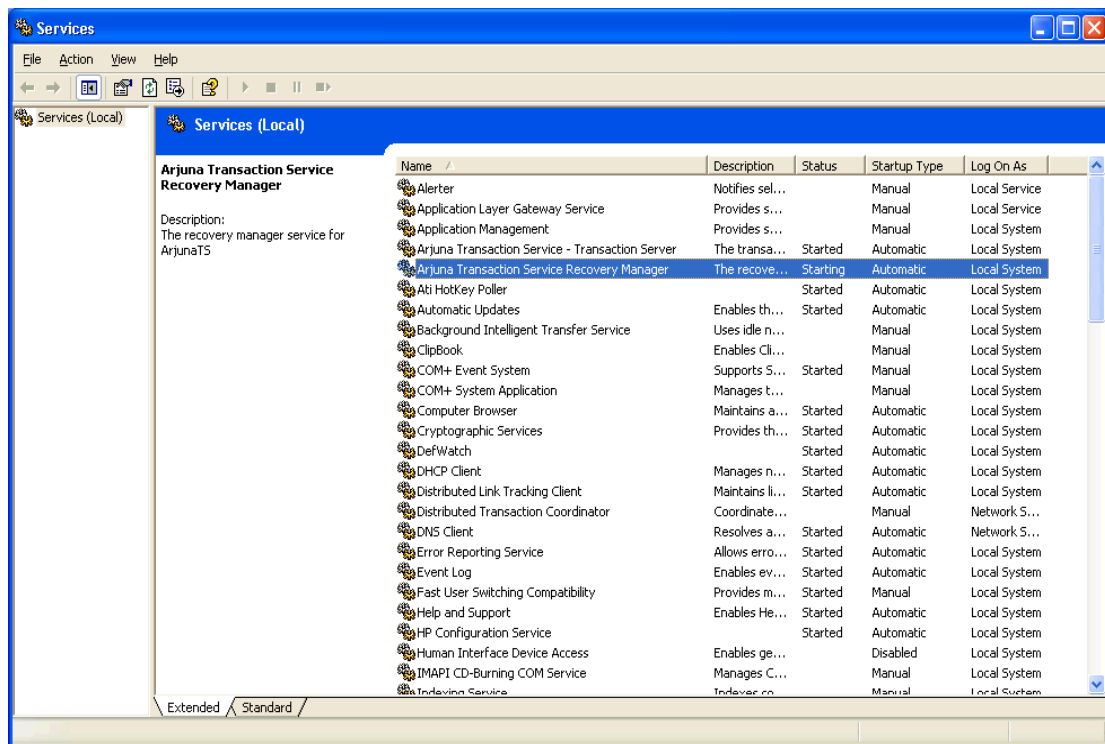 Services
File Action View Help
Services (Local)
Services (Local)
Arjuna Transaction Service
Recovery Manager
Description:
The recovery manager service for
ArjunaTS
Name Description Status Startup Type Log On As
Alerter Notifies sel... Manual Local Service
Application Layer Gateway Service Provides s... Manual Local Service
Application Management Provides s... Manual Local System
Arjuna Transaction Service - Transaction Server The transa... Started Automatic Local System
Arjuna Transaction Service Recovery Manager The recove... Starting Automatic Local System
Ati HotKey Poller Started Automatic Local System
Automatic Updates Enables th... Started Automatic Local System
Background Intelligent Transfer Service Uses idle n... Manual Local System
ClipBook Enables Cli... Manual Local System
COM+ Event System Supports S... Started Manual Local System
COM+ System Application Manages t... Manual Local System
Computer Browser Maintains a... Started Automatic Local System
Cryptographic Services Provides th... Started Automatic Local System
DefWatch Started Automatic Local System
DHCP Client Manages n... Started Automatic Local System
Distributed Link Tracking Client Maintains li... Started Automatic Local System
Distributed Transaction Coordinator Coordinate... Manual Network S...
DNS Client Resolves a... Started Automatic Network S...
Error Reporting Service Allows erro... Started Automatic Local System
Event Log Enables ev... Started Automatic Local System
Fast User Switching Compatibility Provides m... Started Manual Local System
Help and Support Enables He... Started Automatic Local System
HP Configuration Service Started Automatic Local System
Human Interface Device Access Enables ge... Disabled Local System
IMAPI CD-Burning COM Service Manages C... Manual Local System
Indexing Service Indexes co... Manual Local System
Extended Standard